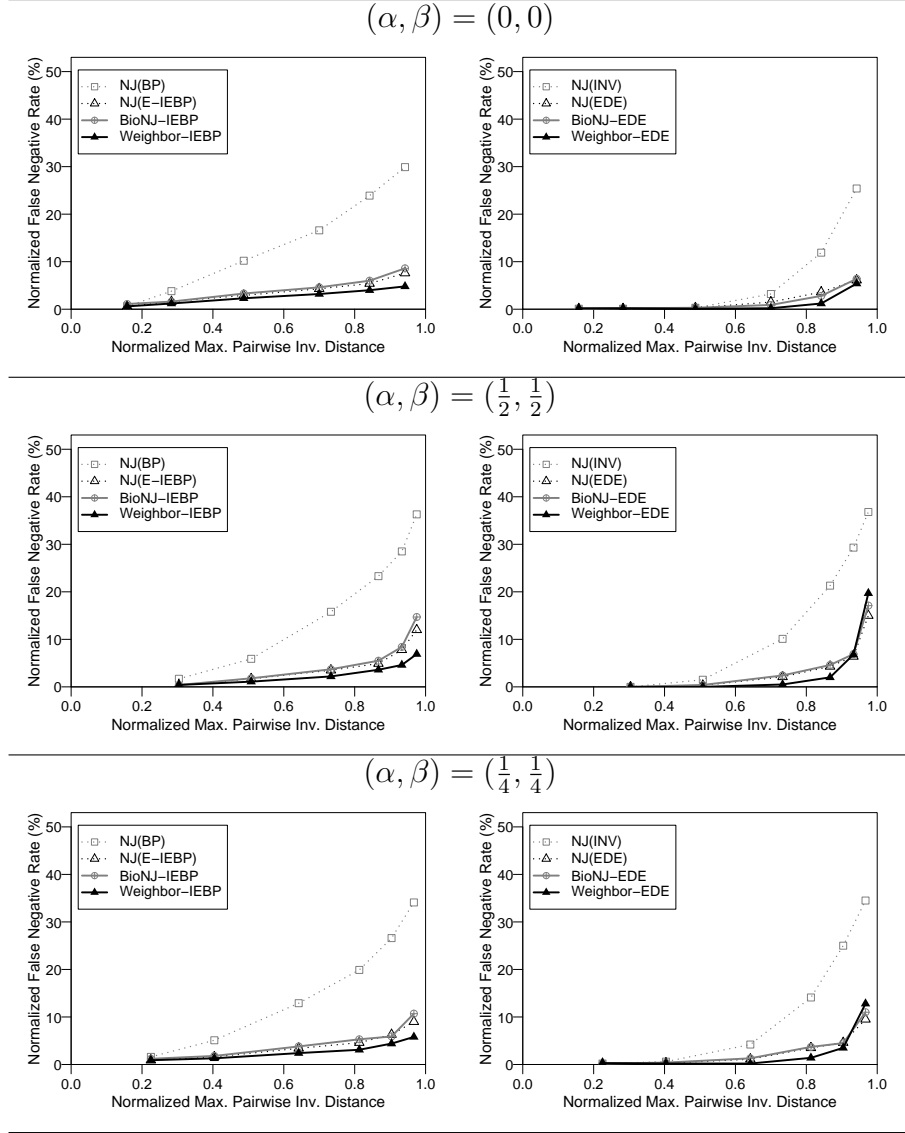 (α, β) = (0, 0)
Normalized False Negative Rate (%)
50
40
30
20
10
0
NJ(BP)
NJ(E−IEBP)
BioNJ−IEBP
Weighbor−IEBP
0.0 0.2 0.4 0.6 0.8 1.0
Normalized Max. Pairwise Inv. Distance
Normalized False Negative Rate (%)
50
40
30
20
10
0
NJ(INV)
NJ(EDE)
BioNJ−EDE
Weighbor−EDE
0.0 0.2 0.4 0.6 0.8 1.0
Normalized Max. Pairwise Inv. Distance
(α, β) = (1/2, 1/2)
Normalized False Negative Rate (%)
50
40
30
20
10
0
NJ(BP)
NJ(E−IEBP)
BioNJ−IEBP
Weighbor−IEBP
0.0 0.2 0.4 0.6 0.8 1.0
Normalized Max. Pairwise Inv. Distance
Normalized False Negative Rate (%)
50
40
30
20
10
0
NJ(INV)
NJ(EDE)
BioNJ−EDE
Weighbor−EDE
0.0 0.2 0.4 0.6 0.8 1.0
Normalized Max. Pairwise Inv. Distance
(α, β) = (1/4, 1/4)
Normalized False Negative Rate (%)
50
40
30
20
10
0
NJ(BP)
NJ(E−IEBP)
BioNJ−IEBP
Weighbor−IEBP
0.0 0.2 0.4 0.6 0.8 1.0
Normalized Max. Pairwise Inv. Distance
Normalized False Negative Rate (%)
50
40
30
20
10
0
NJ(INV)
NJ(EDE)
BioNJ−EDE
Weighbor−EDE
0.0 0.2 0.4 0.6 0.8 1.0
Normalized Max. Pairwise Inv. Distance